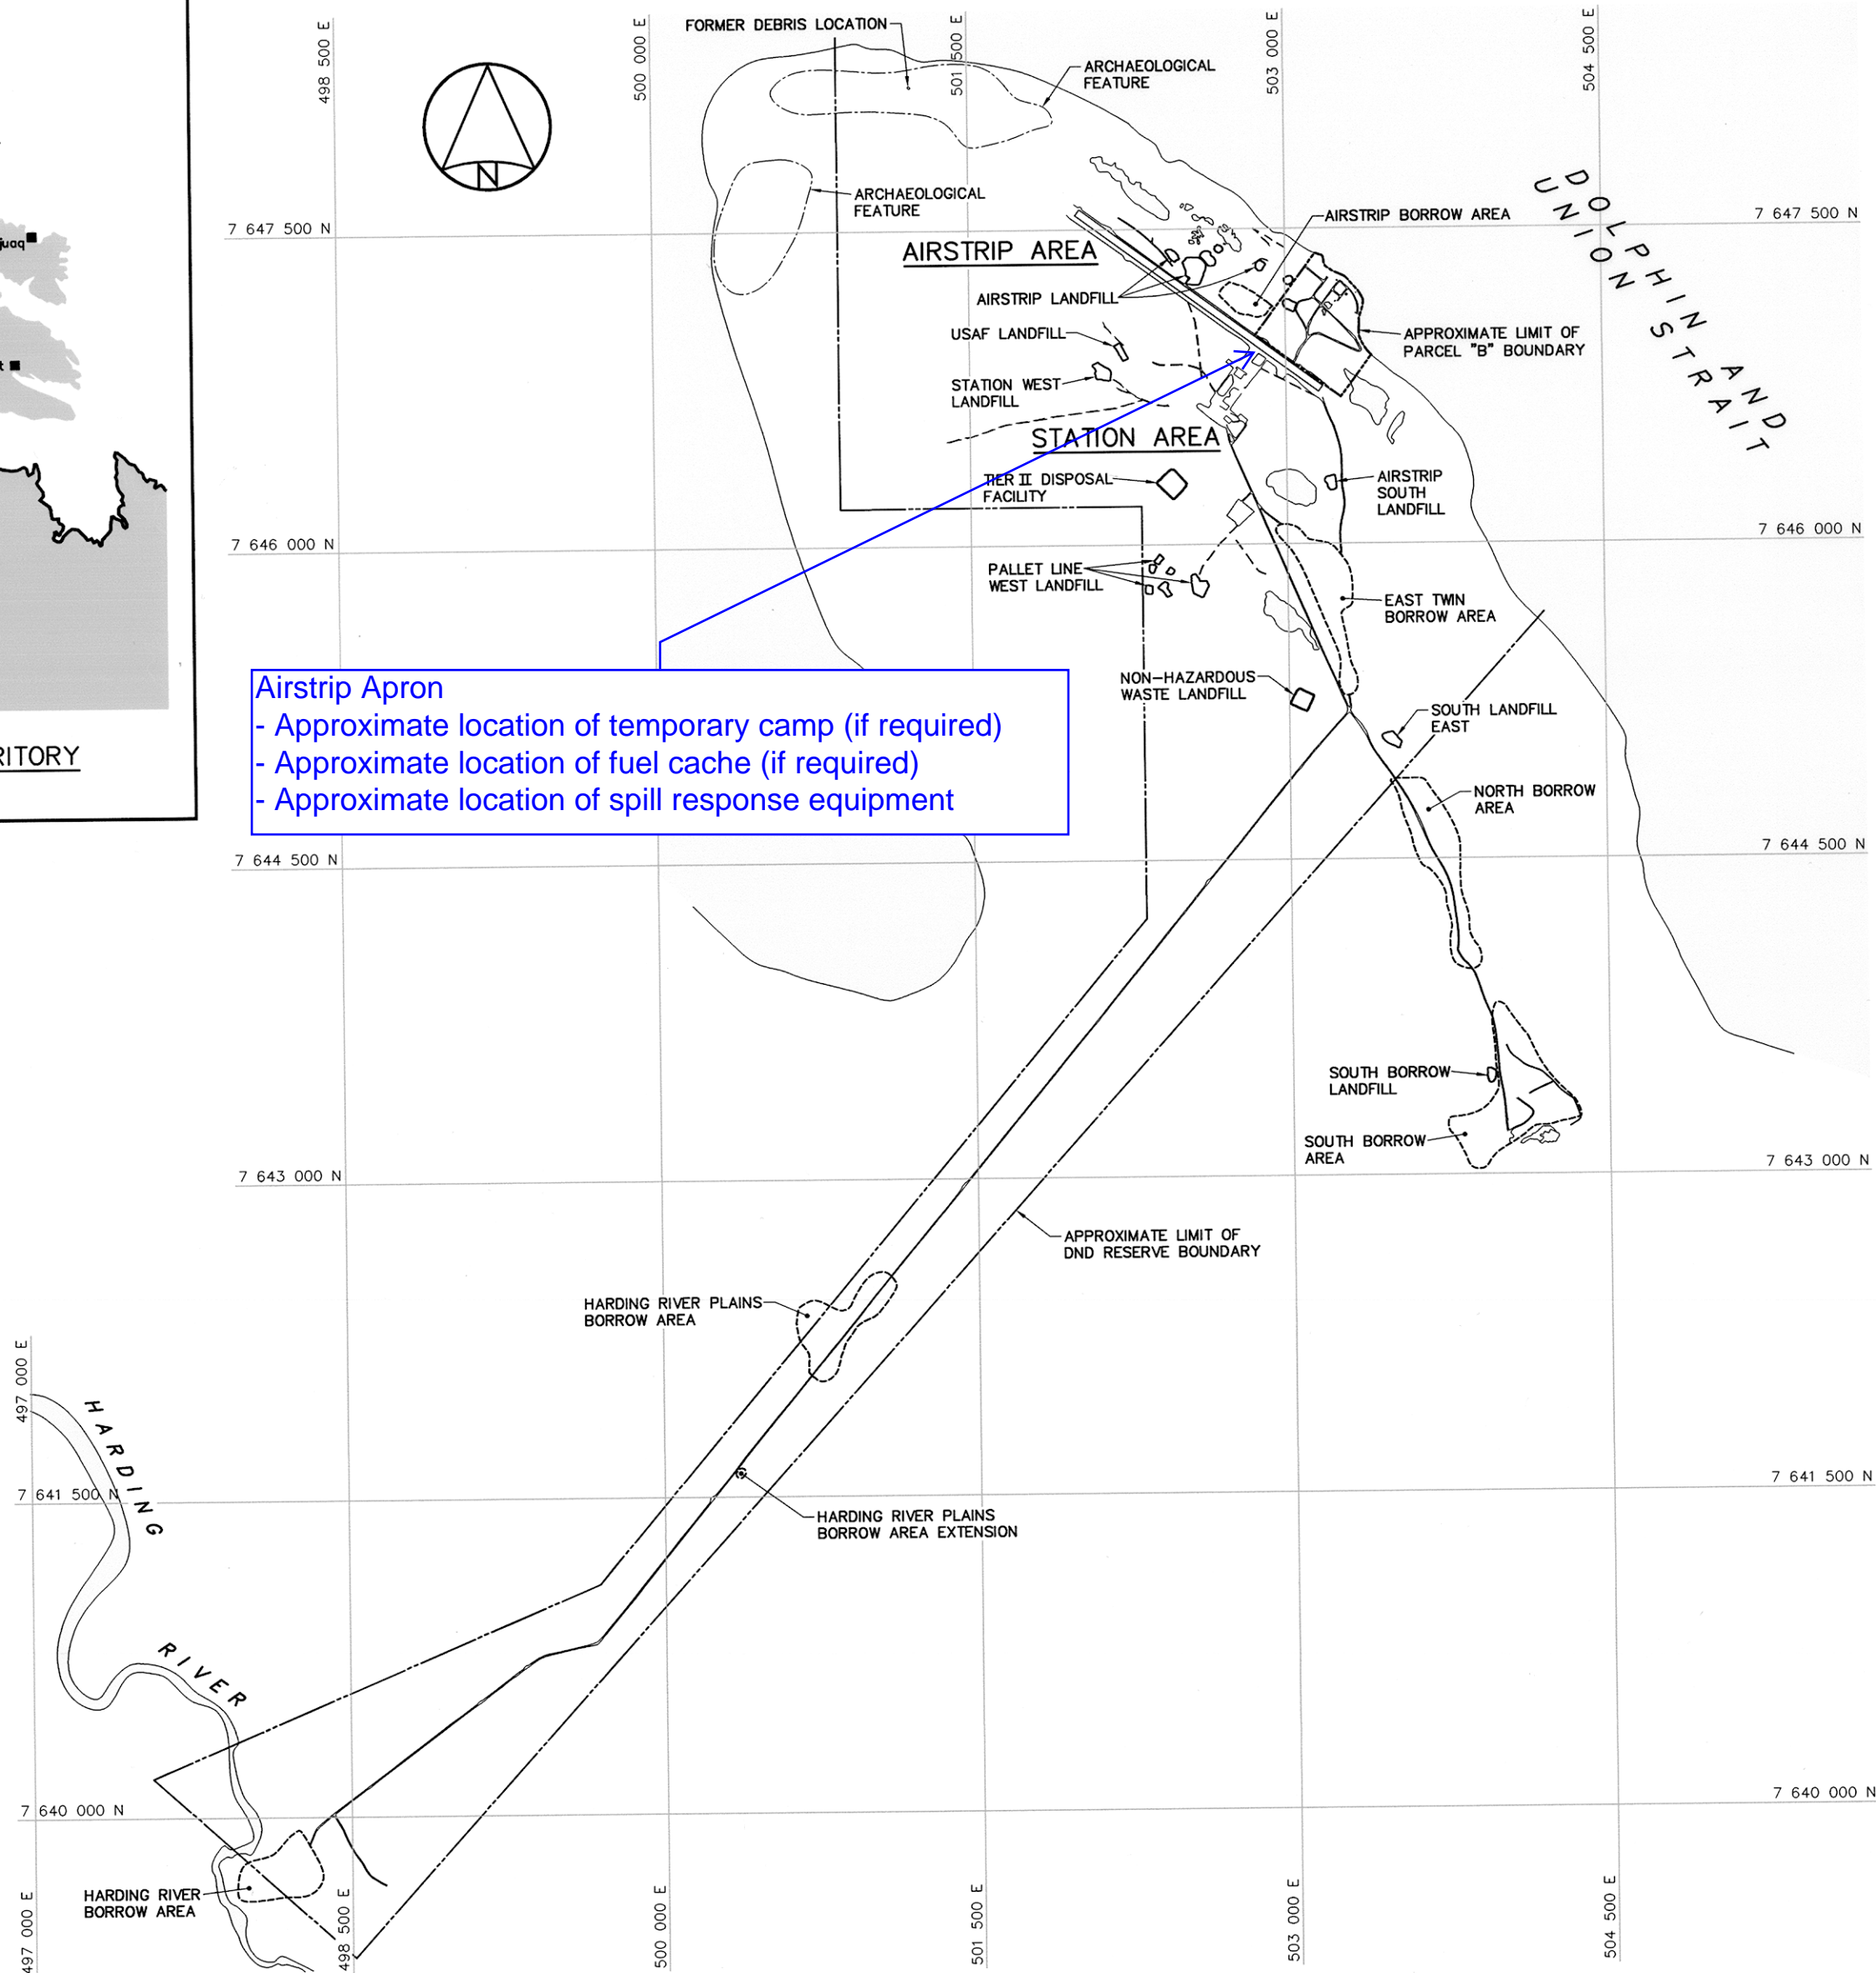 498 500 E
500 000 E
501 500 E
503 000 E
504 500 E
FORMER DEBRIS LOCATION
ARCHAEOLOGICAL
FEATURE
N
ARCHAEOLOGICAL
FEATURE
DOLPHIN AND
UNION STRAIT
7 647 500 N
AIRSTRIP BORROW AREA
7 647 500 N
AIRSTRIP AREA
AIRSTRIP LANDFILL
USAF LANDFILL
APPROXIMATE LIMIT OF
PARCEL "B" BOUNDARY
STATION WEST
LANDFILL
STATION AREA
TIER II DISPOSAL
FACILITY
AIRSTRIP
SOUTH
LANDFILL
7 646 000 N
7 646 000 N
PALLET LINE
WEST LANDFILL
EAST TWIN
BORROW AREA
Airstrip Apron
- Approximate location of temporary camp (if required)
- Approximate location of fuel cache (if required)
- Approximate location of spill response equipment
NON-HAZARDOUS
WASTE LANDFILL
SOUTH LANDFILL
EAST
RITORY
NORTH BORROW
AREA
7 644 500 N
7 644 500 N
SOUTH BORROW
LANDFILL
SOUTH BORROW
AREA
7 643 000 N
7 643 000 N
APPROXIMATE LIMIT OF
DND RESERVE BOUNDARY
HARDING RIVER PLAINS
BORROW AREA
497 000 E
HARDING
RIVER
7 641 500 N
7 641 500 N
HARDING RIVER PLAINS
BORROW AREA EXTENSION
7 640 000 N
7 640 000 N
HARDING RIVER
BORROW AREA
497 000 E
498 500 E
500 000 E
501 500 E
503 000 E
504 500 E